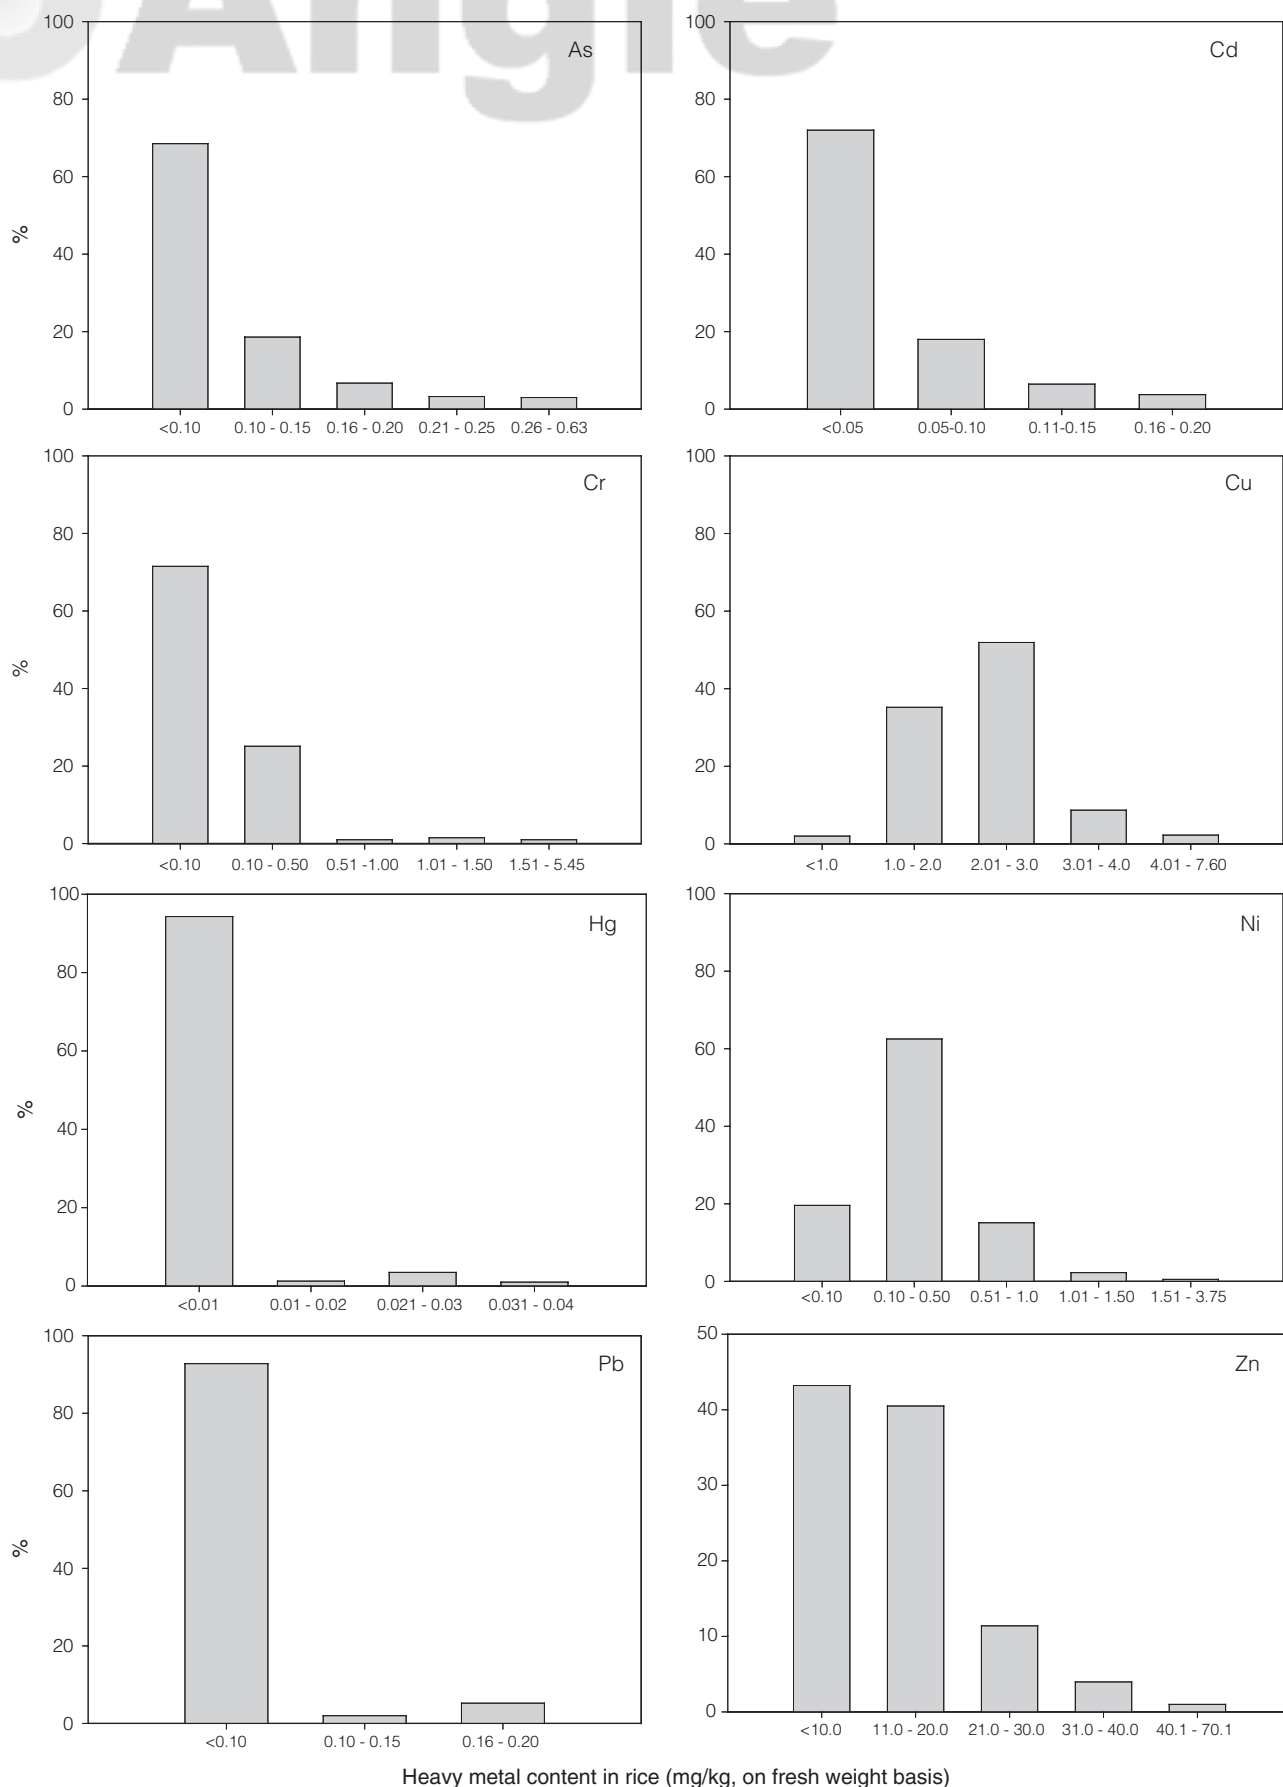 Angle
100
80
60
40
20
0
%
As
<0.10 0.10 - 0.15 0.16 - 0.20 0.21 - 0.25 0.26 - 0.63
100
80
60
40
20
0
Cd
<0.05 0.05-0.10 0.11-0.15 0.16 - 0.20
100
80
60
40
20
0
%
Cr
<0.10 0.10 - 0.50 0.51 -1.00 1.01 - 1.50 1.51 - 5.45
100
80
60
40
20
0
Cu
<1.0 1.0 - 2.0 2.01 - 3.0 3.01 - 4.0 4.01 - 7.60
100
80
60
40
20
0
%
Hg
<0.01 0.01 - 0.02 0.021 - 0.03 0.031 - 0.04
100
80
60
40
20
0
Ni
<0.10 0.10 - 0.50 0.51 - 1.0 1.01 - 1.50 1.51 - 3.75
100
80
60
40
20
0
%
Pb
<0.10 0.10 - 0.15 0.16 - 0.20
50
40
30
20
10
0
Zn
<10.0 11.0 - 20.0 21.0 - 30.0 31.0 - 40.0 40.1 - 70.1
Heavy metal content in rice (mg/kg, on fresh weight basis)